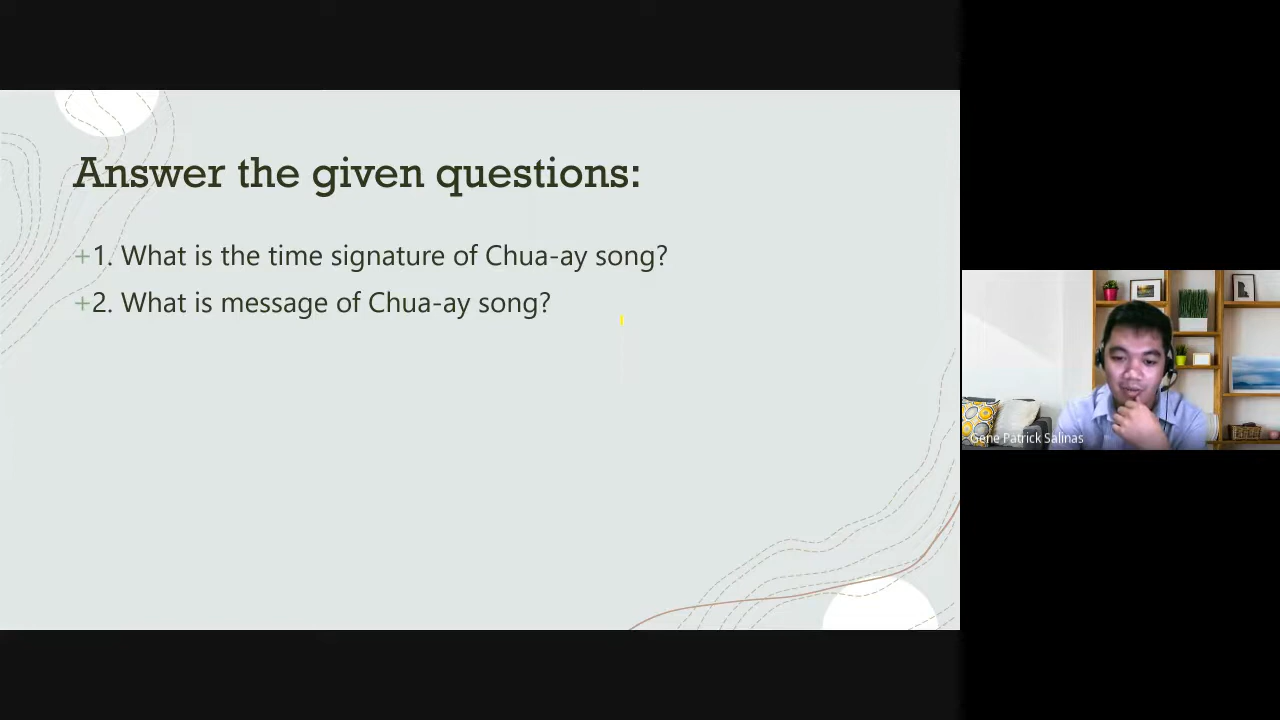 Answer the given questions:
+1. What is the time signature of Chua-ay song?
+2. What is message of Chua-ay song?
Gene Patrick Salinas